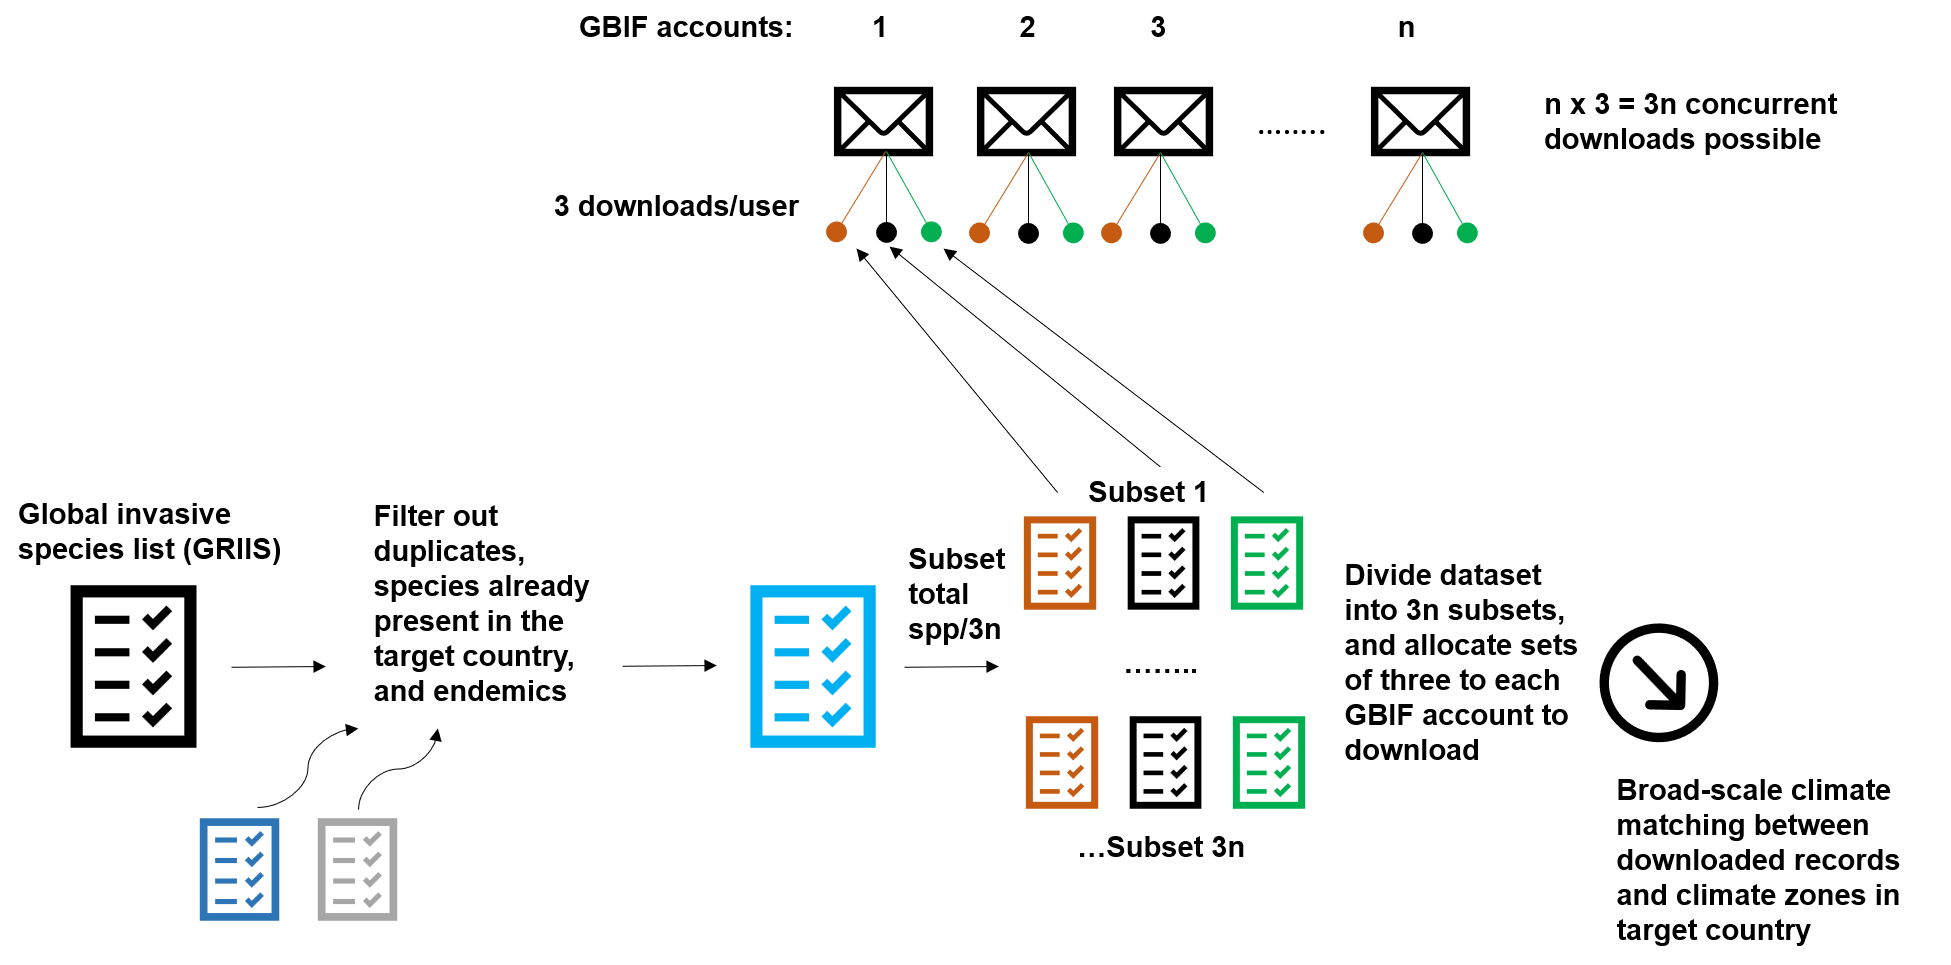 GBIF accounts: 1 2 3 n
n x 3 = 3n concurrent
downloads possible
........
3 downloads/user
Global invasive
species list (GRIIS)
Filter out
duplicates,
species already
present in the
target country,
and endemics
Subset
total
spp/3n
Subset 1
........
...Subset 3n
Divide dataset
into 3n subsets,
and allocate sets
of three to each
GBIF account to
download
Broad-scale climate
matching between
downloaded records
and climate zones in
target country